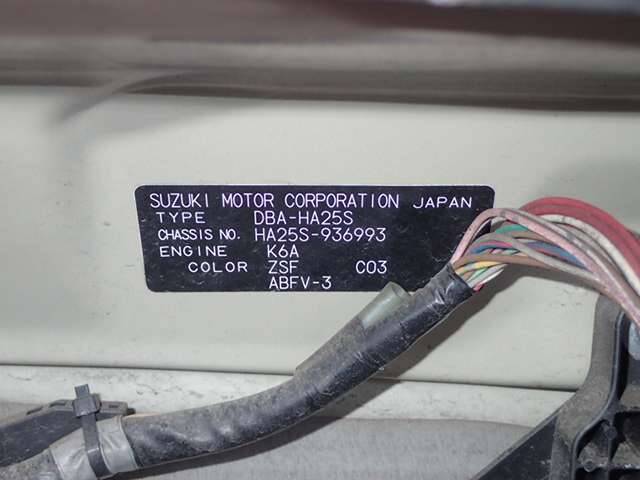 SUZUKI MOTOR CORPORATION JAPAN
TYPE DBA-HA25S
CHASSIS NO. HA25S-936993
ENGINE K6A
COLOR ZSF C03
ABFV-3